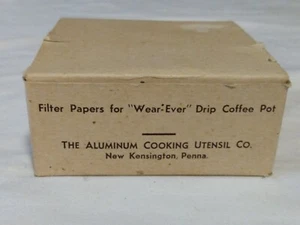 Filter Papers for "Wear-Ever" Drip Coffee Pot
THE ALUMINUM COOKING UTENSIL CO.
New Kensington, Penna.